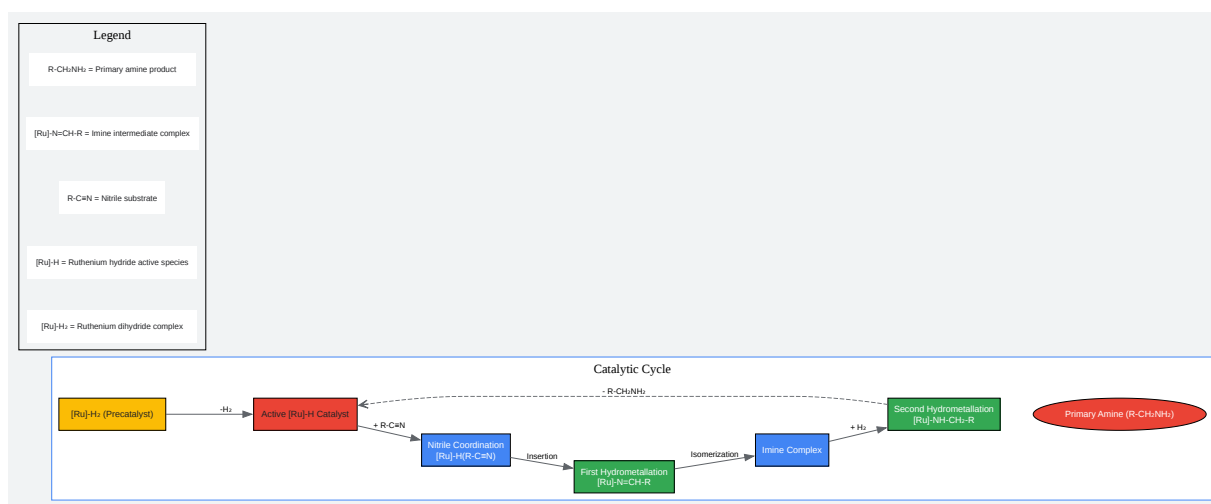 Legend
R-CH₂NH₂ = Primary amine product
[Ru]-N=CH-R = Imine intermediate complex
R-C≡N = Nitrile substrate
[Ru]-H = Ruthenium hydride active species
[Ru]-H₂ = Ruthenium dihydride complex
Catalytic Cycle
- R-CH₂NH₂
[Ru]-H₂ (Precatalyst)
-H₂
Active [Ru]-H Catalyst
+ R-C≡N
Nitrile Coordination
[Ru]-H(R-C≡N)
Insertion
First Hydrometallation
[Ru]-N=CH-R
Isomerization
Imine Complex
+ H₂
Second Hydrometallation
[Ru]-NH-CH₂-R
Primary Amine (R-CH₂NH₂)